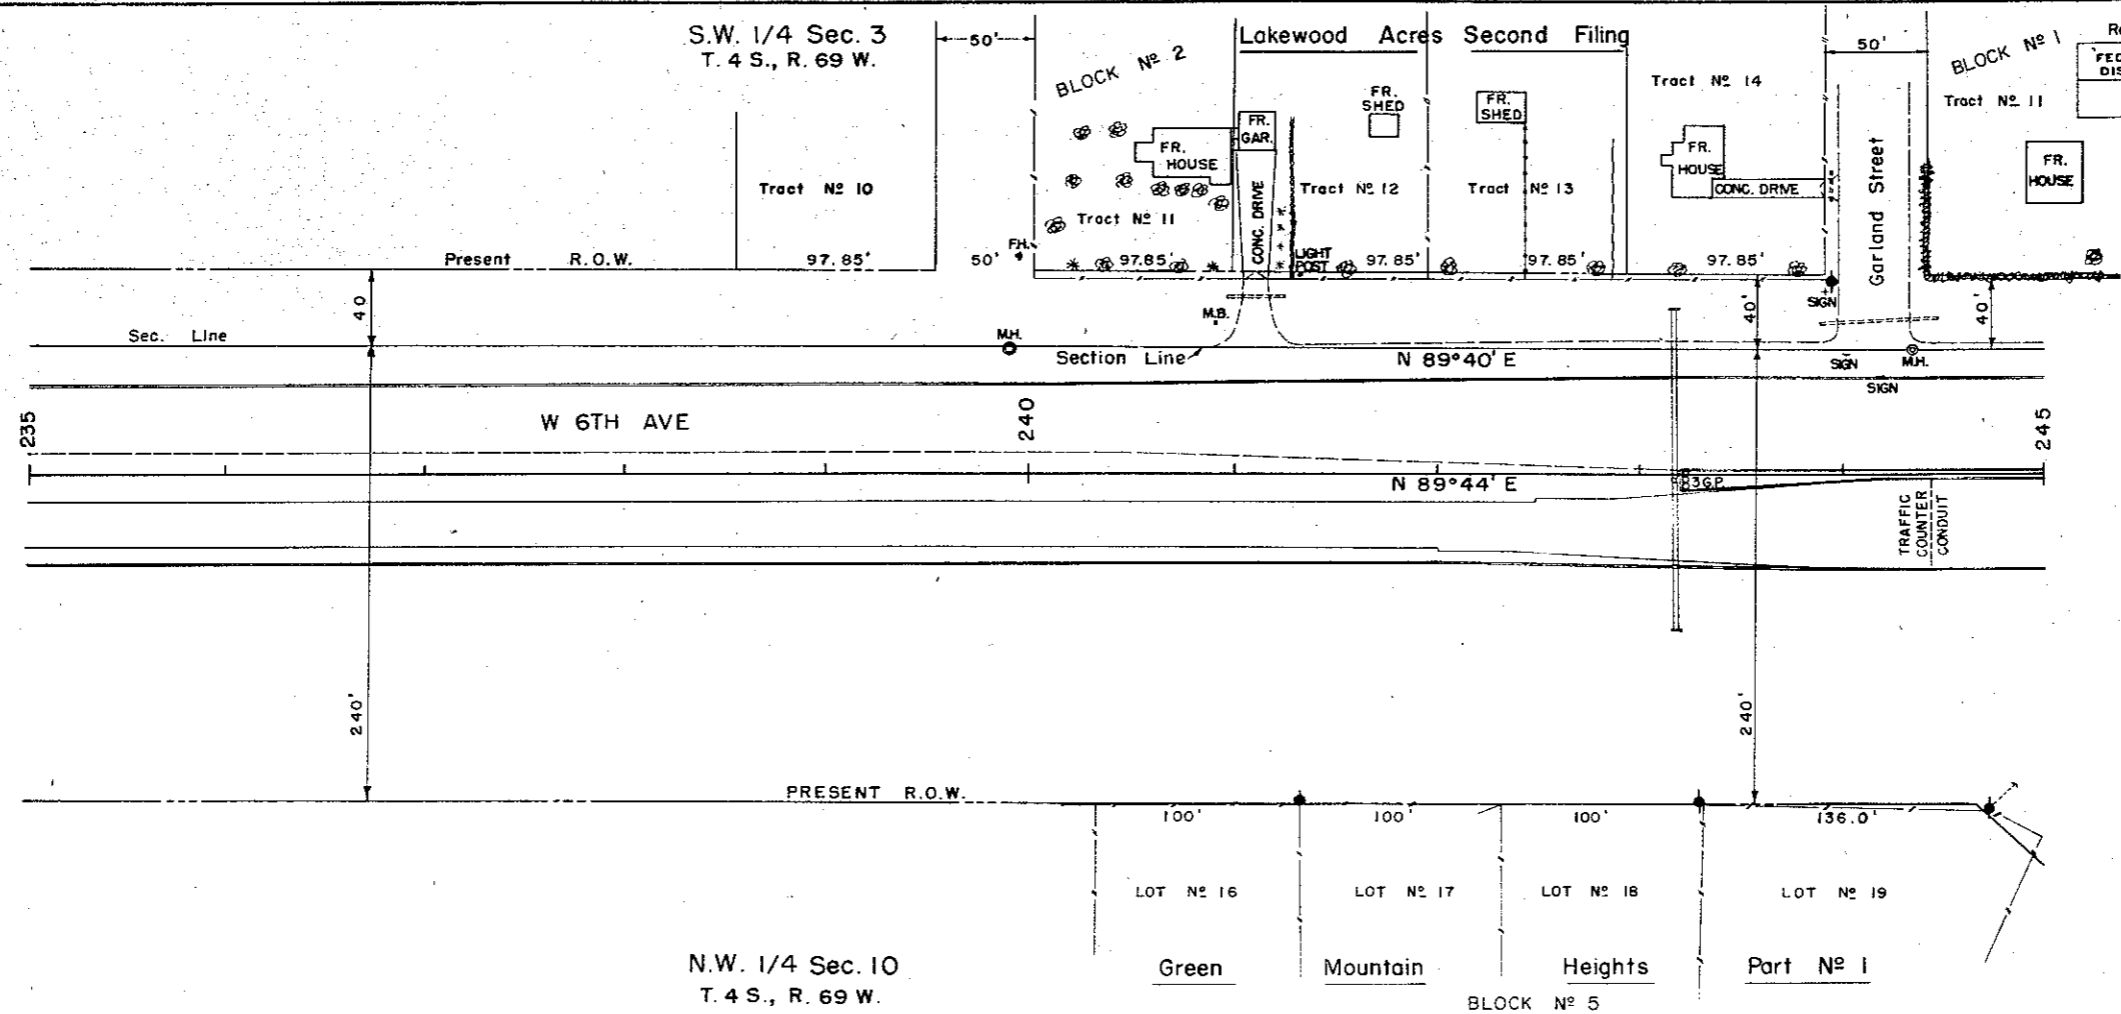 S.W. 1/4 Sec. 3
T. 4 S., R. 69 W.
50'
BLOCK Nº 2
Lakewood Acres Second Filing
50'
BLOCK Nº 1
Tract Nº 14
Tract Nº 11
FR. SHED
FR. SHED
FR. GAR.
FR. HOUSE
FR. HOUSE
FR. HOUSE
Tract Nº 10
Tract Nº 11
CONC. DRIVE
Tract Nº 12
Tract Nº 13
CONC. DRIVE
Garland Street
Present R.O.W.
97.85'
50'
F.H.
97.85'
LIGHT POST
97.85'
97.85'
97.85'
40
M.B.
40'
SIGN
40'
Sec. Line
M.H.
Section Line
N 89°40' E
SIGN
M.H.
SIGN
235
W 6TH AVE
240
245
N 89°44' E
TRAFFIC COUNTER CONDUIT
240'
240'
PRESENT R.O.W.
100'
100'
100'
136.0'
LOT Nº 16
LOT Nº 17
LOT Nº 18
LOT Nº 19
N.W. 1/4 Sec. 10
T. 4 S., R. 69 W.
Green Mountain Heights Part Nº 1
BLOCK Nº 5